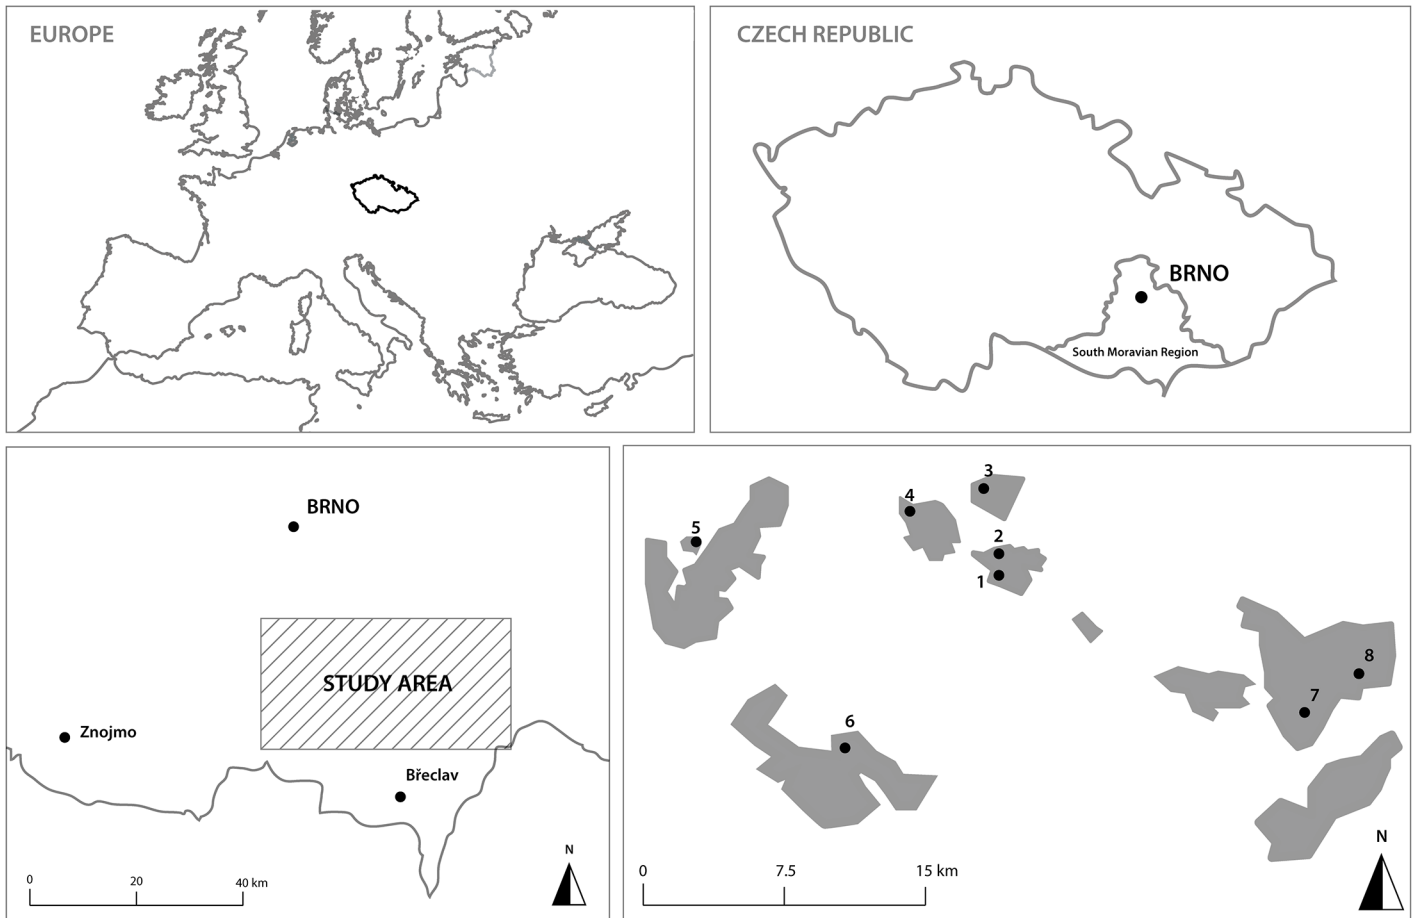 EUROPE
CZECH REPUBLIC
BRNO
South Moravian Region
BRNO
STUDY AREA
Znojmo
Břeclav
N
0
20
40 km
3
4
5
2
1
8
7
6
N
0
7.5
15 km